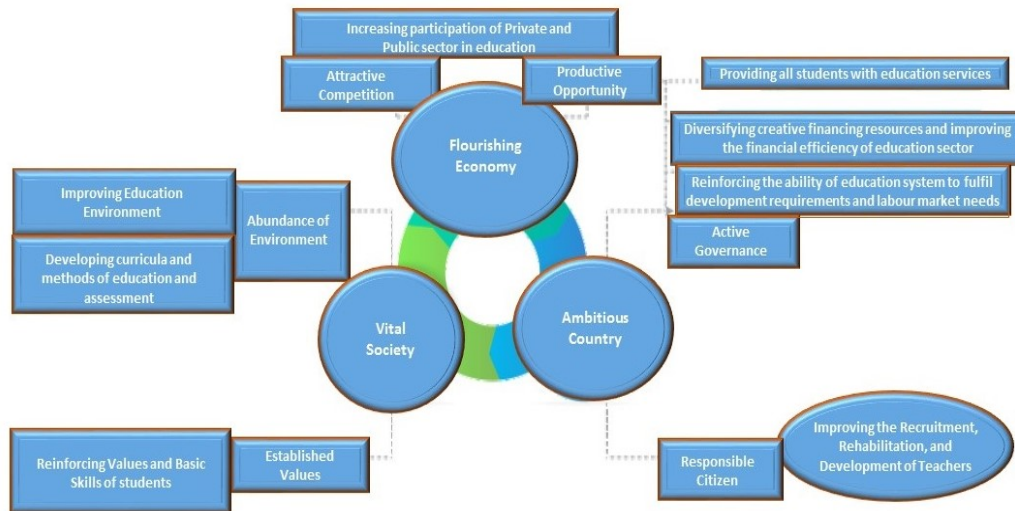 Increasing participation of Private and
Public sector in education
Attractive
Competition
Productive
Opportunity
Providing all students with education services
Flourishing
Economy
Diversifying creative financing resources and improving
the financial efficiency of education sector
Reinforcing the ability of education system to fulfil
development requirements and labour market needs
Active
Governance
Improving Education
Environment
Abundance of
Environment
Developing curricula and
methods of education and
assessment
Vital
Society
Ambitious
Country
Reinforcing Values and Basic
Skills of students
Established
Values
Responsible
Citizen
Improving the Recruitment,
Rehabilitation, and
Development of Teachers